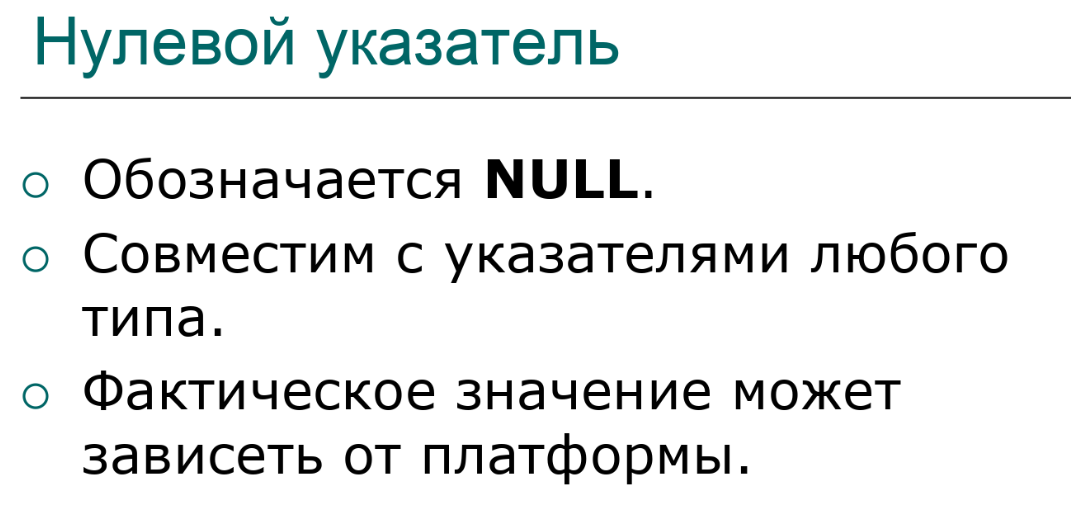 Нулевой указатель
Обозначается NULL.
Совместим с указателями любого
типа.
Фактическое значение может
зависеть от платформы.